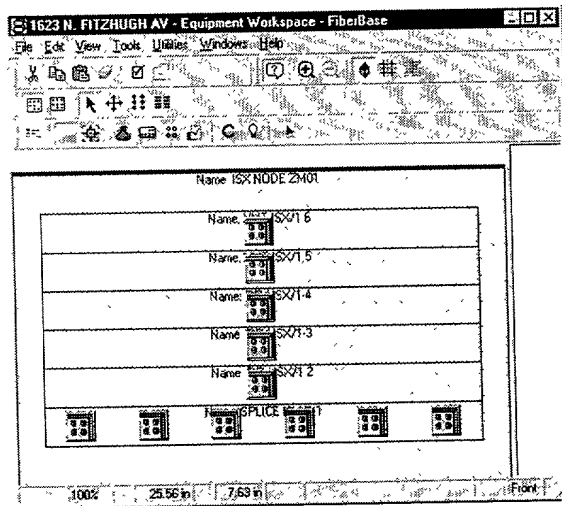 1623 N. FITZHUGH AV - Equipment Workspace - FiberBase
File Edit View Tools Utilities Windows Help
Name ISX NODE ZM01
Name: SX/1 6
Name: SX/1,5
Name: SX/1-4
Name SX/1-3
Name SX/1 2
SPLICE
100% 25.56 in 7.63 in Front